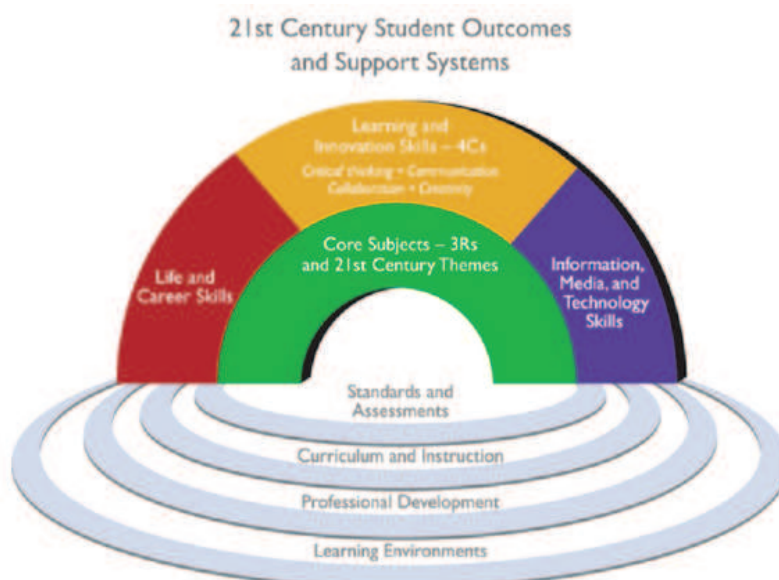 21st Century Student Outcomes
and Support Systems
Learning and
Innovation Skills – 4Cs
Critical thinking • Communication
Collaboration • Creativity
Core Subjects – 3Rs
and 21st Century Themes
Life and
Career Skills
Information,
Media, and
Technology
Skills
Standards and
Assessments
Curriculum and Instruction
Professional Development
Learning Environments